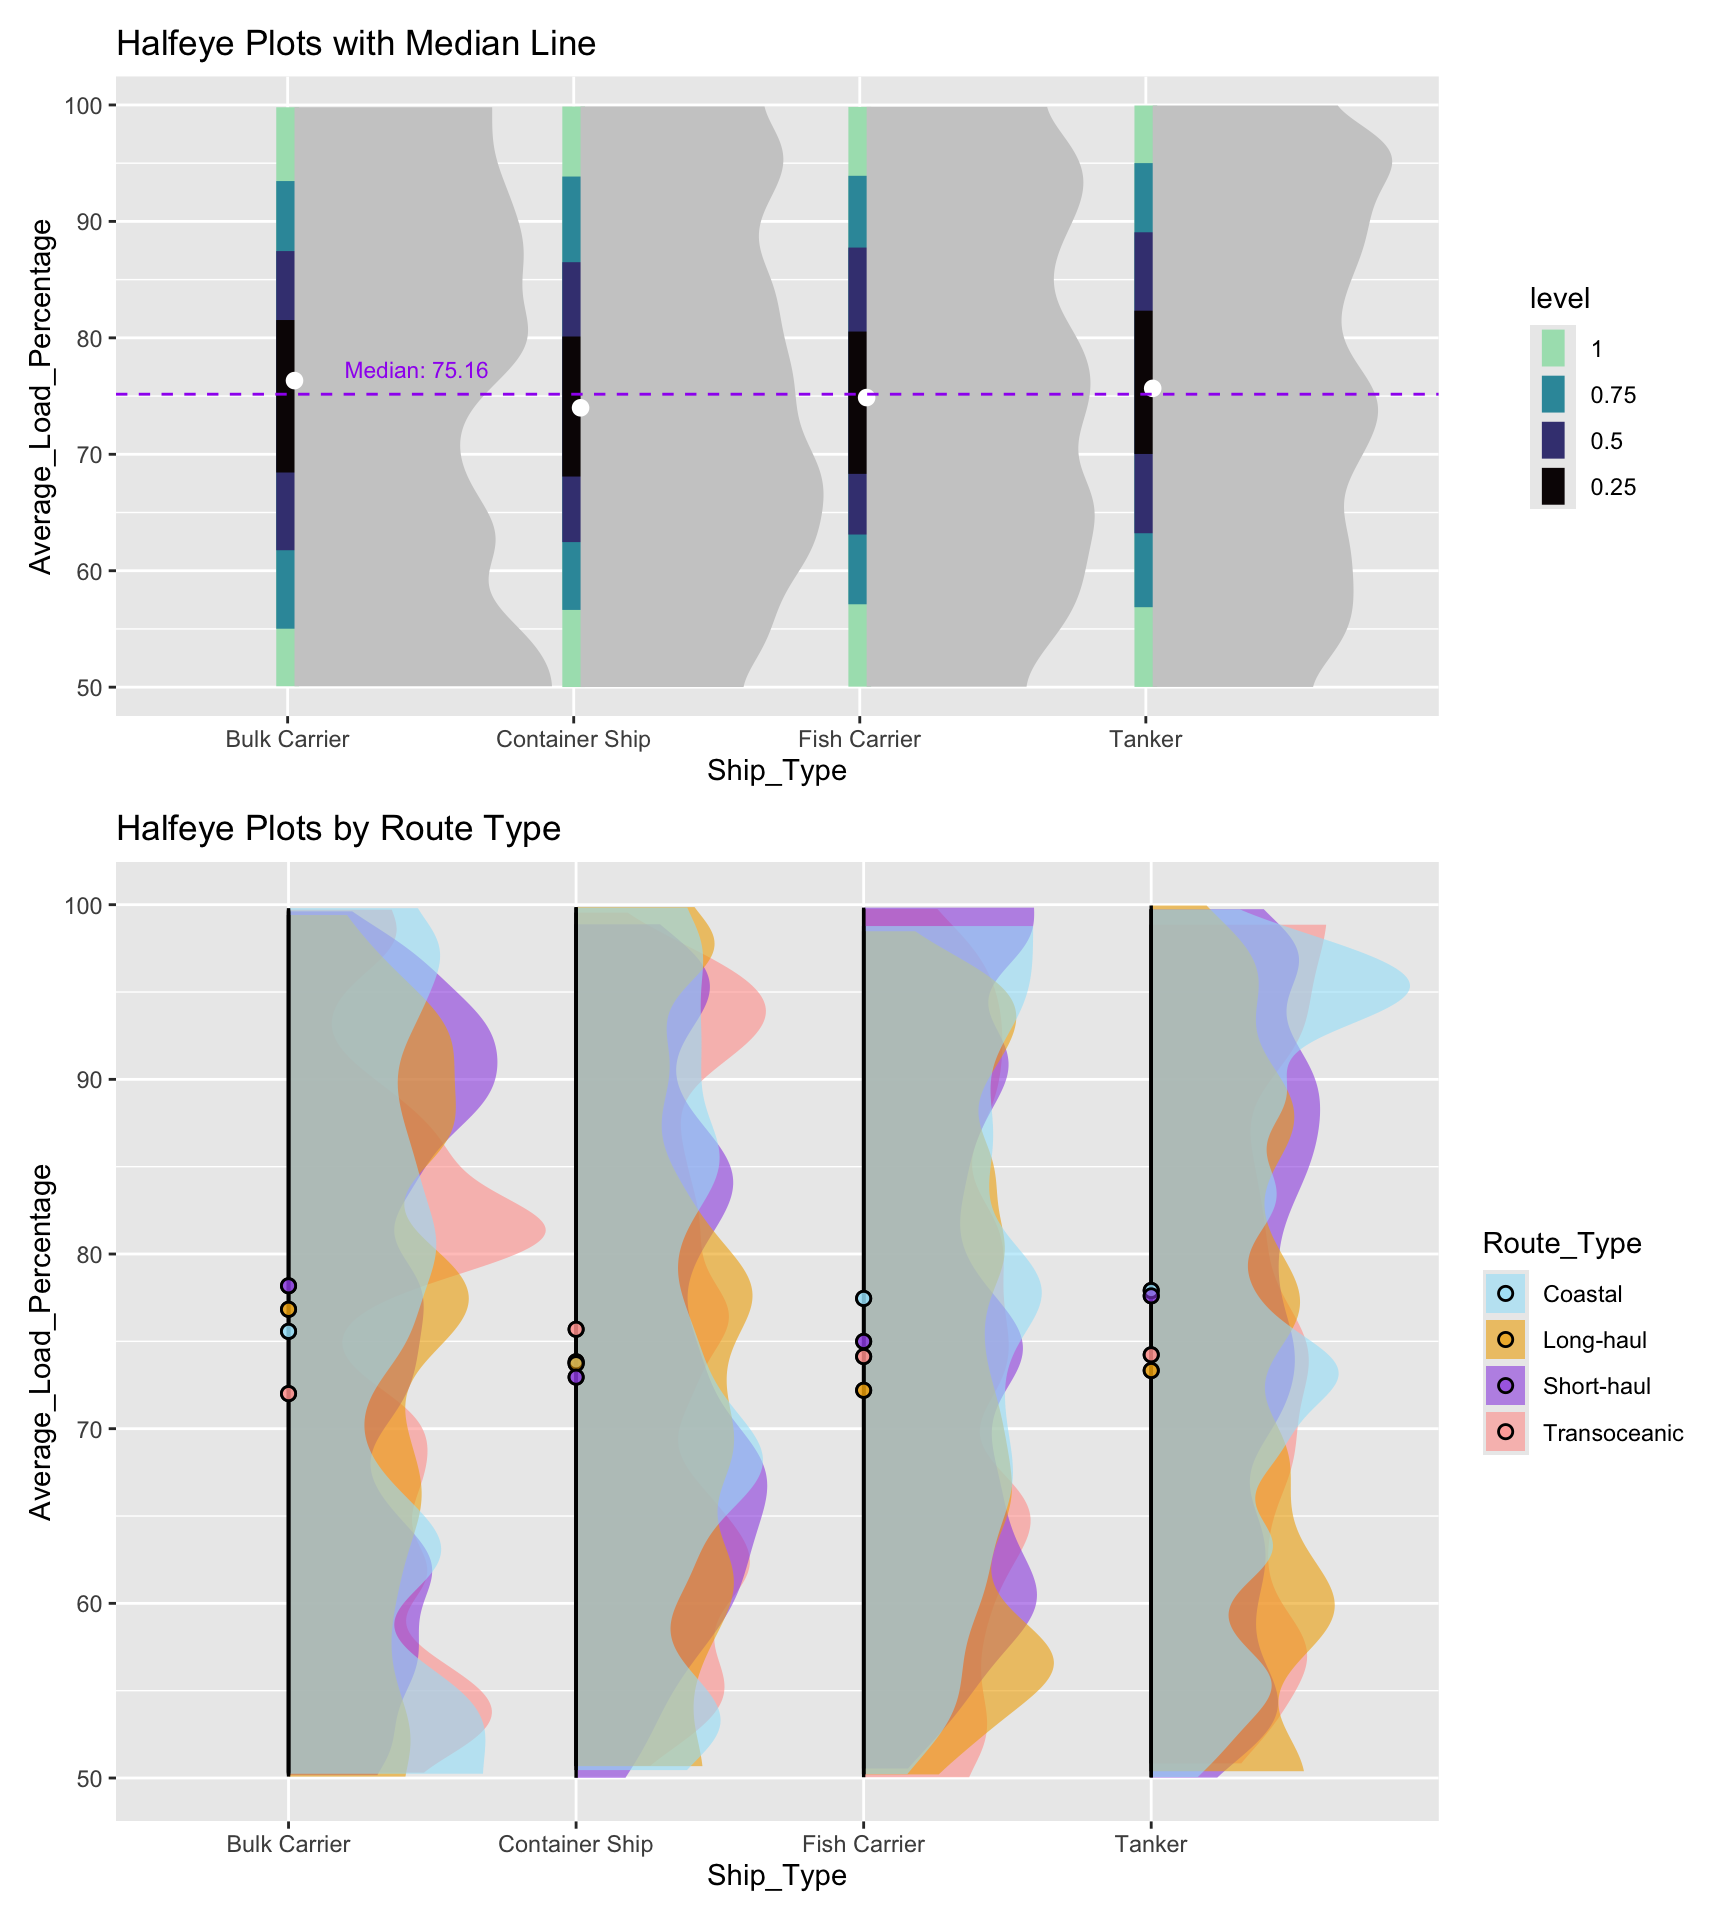 Halfeye Plots with Median Line
100
90
80
70
60
50
Average_Load_Percentage
Median: 75.16
Bulk Carrier
Container Ship
Fish Carrier
Tanker
Ship_Type
level
1
0.75
0.5
0.25
Halfeye Plots by Route Type
100
90
80
70
60
50
Average_Load_Percentage
Bulk Carrier
Container Ship
Fish Carrier
Tanker
Ship_Type
Route_Type
Coastal
Long-haul
Short-haul
Transoceanic